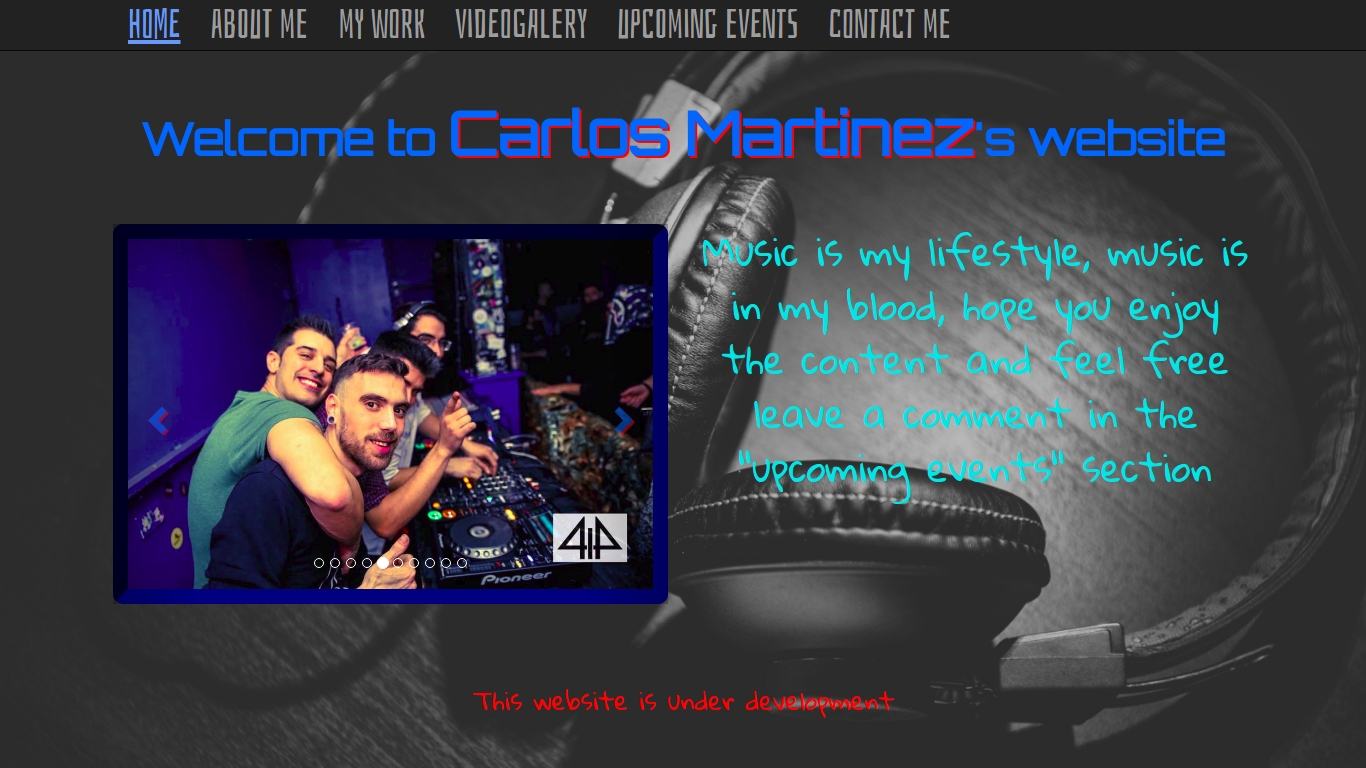 HOME ABOUT ME MY WORK VIDEOGALERY UPCOMING EVENTS CONTACT ME
Welcome to Carlos Martinez's website
Music is my lifestyle, music is
in my blood, hope you enjoy
the content and feel free
leave a comment in the
"upcoming events" section
Pioneer
This website is under development